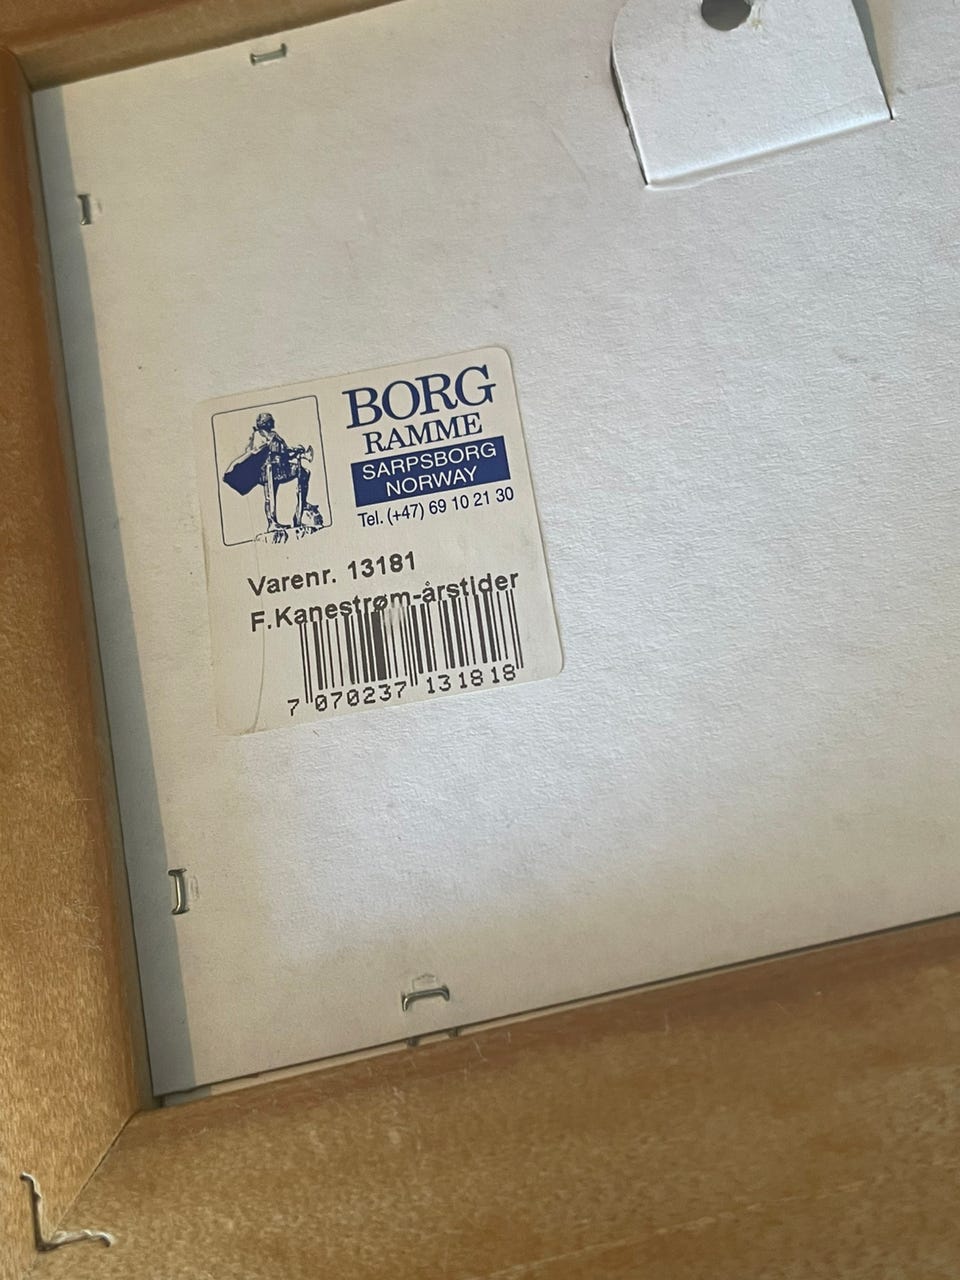 BORG
RAMME
SARPSBORG
NORWAY
Tel. (+47) 69 10 21 30
Varenr. 13181
F.Kanestrøm-årstider
7 070237 131818